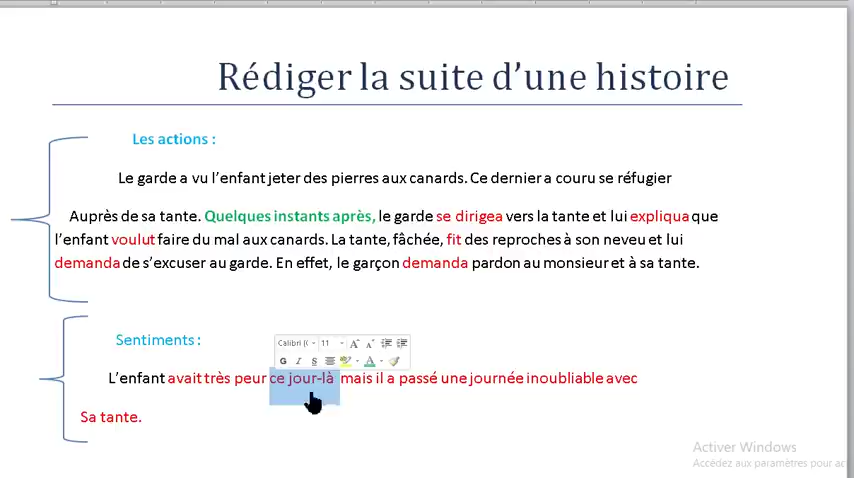 Rédiger la suite d’une histoire
Les actions :
Le garde a vu l’enfant jeter des pierres aux canards. Ce dernier a couru se réfugier
Auprès de sa tante. Quelques instants après, le garde se dirigea vers la tante et lui expliqua que
l’enfant voulut faire du mal aux canards. La tante, fâchée, fit des reproches à son neveu et lui
demanda de s’excuser au garde. En effet, le garçon demanda pardon au monsieur et à sa tante.
Sentiments :
Calibri (C 11 A A
G I S A
L’enfant avait très peur ce jour-là mais il a passé une journée inoubliable avec
Sa tante.
Activer Windows
Accédez aux paramètres pour